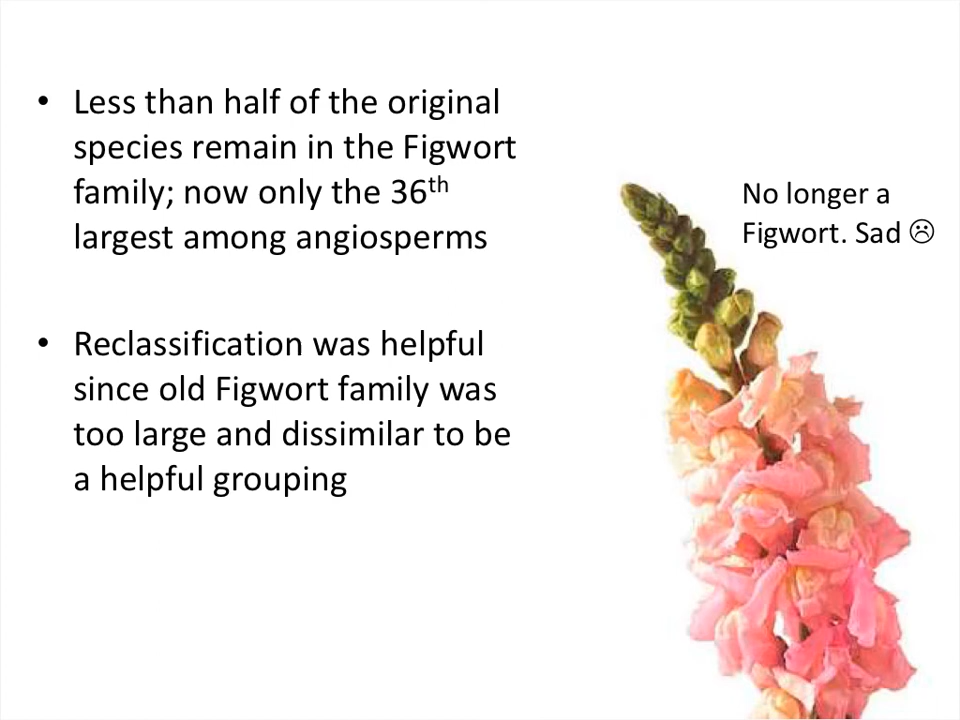 • Less than half of the original
species remain in the Figwort
family; now only the 36th
largest among angiosperms
• Reclassification was helpful
since old Figwort family was
too large and dissimilar to be
a helpful grouping
No longer a
Figwort. Sad ☹